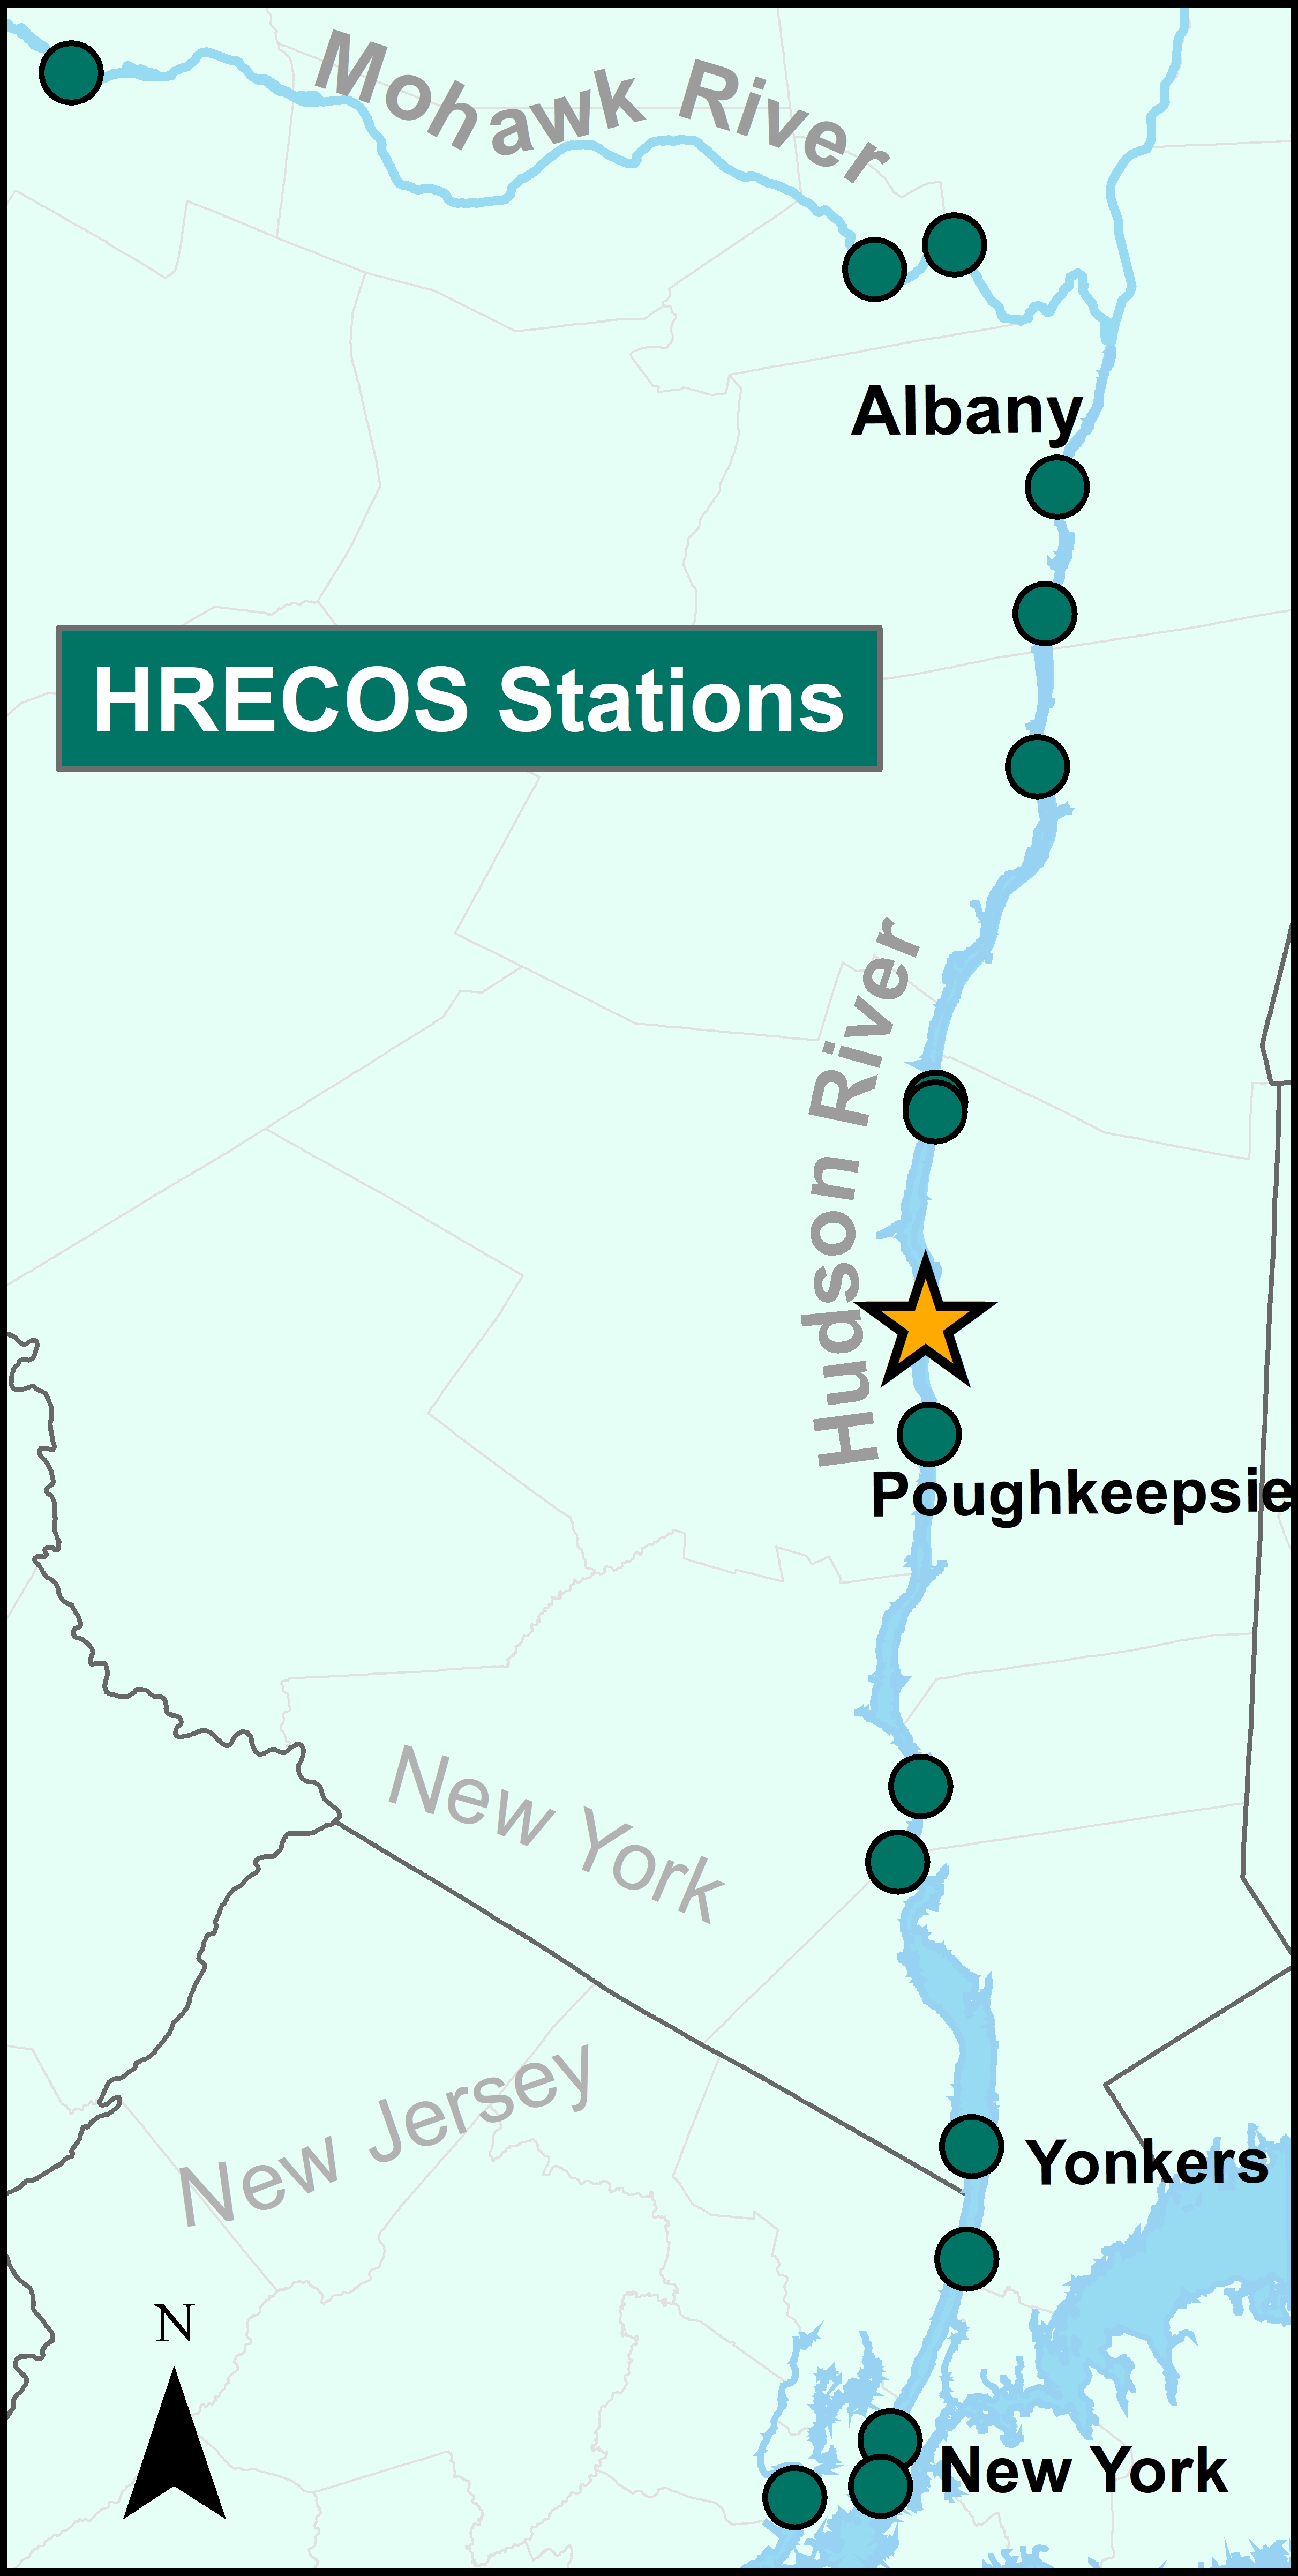 Mohawk River
Albany
HRECOS Stations
Hudson River
Poughkeepsie
New York
New Jersey
Yonkers
N
New York